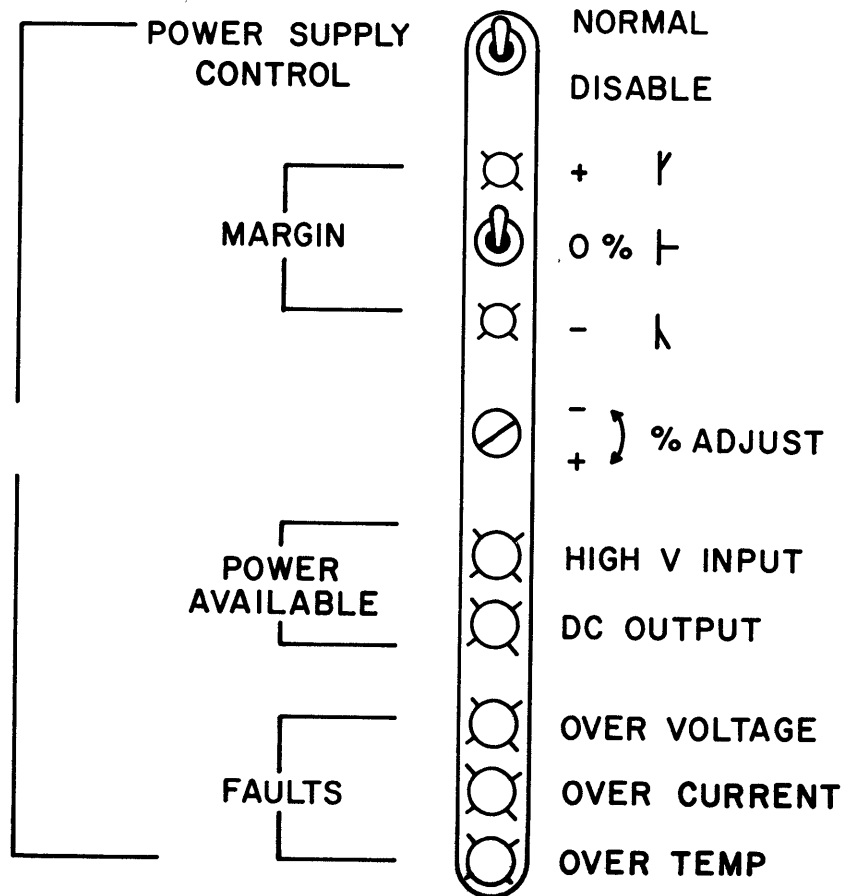 POWER SUPPLY
CONTROL
NORMAL
DISABLE
MARGIN
+
0 %
-
-
+
% ADJUST
POWER
AVAILABLE
HIGH V INPUT
DC OUTPUT
FAULTS
OVER VOLTAGE
OVER CURRENT
OVER TEMP